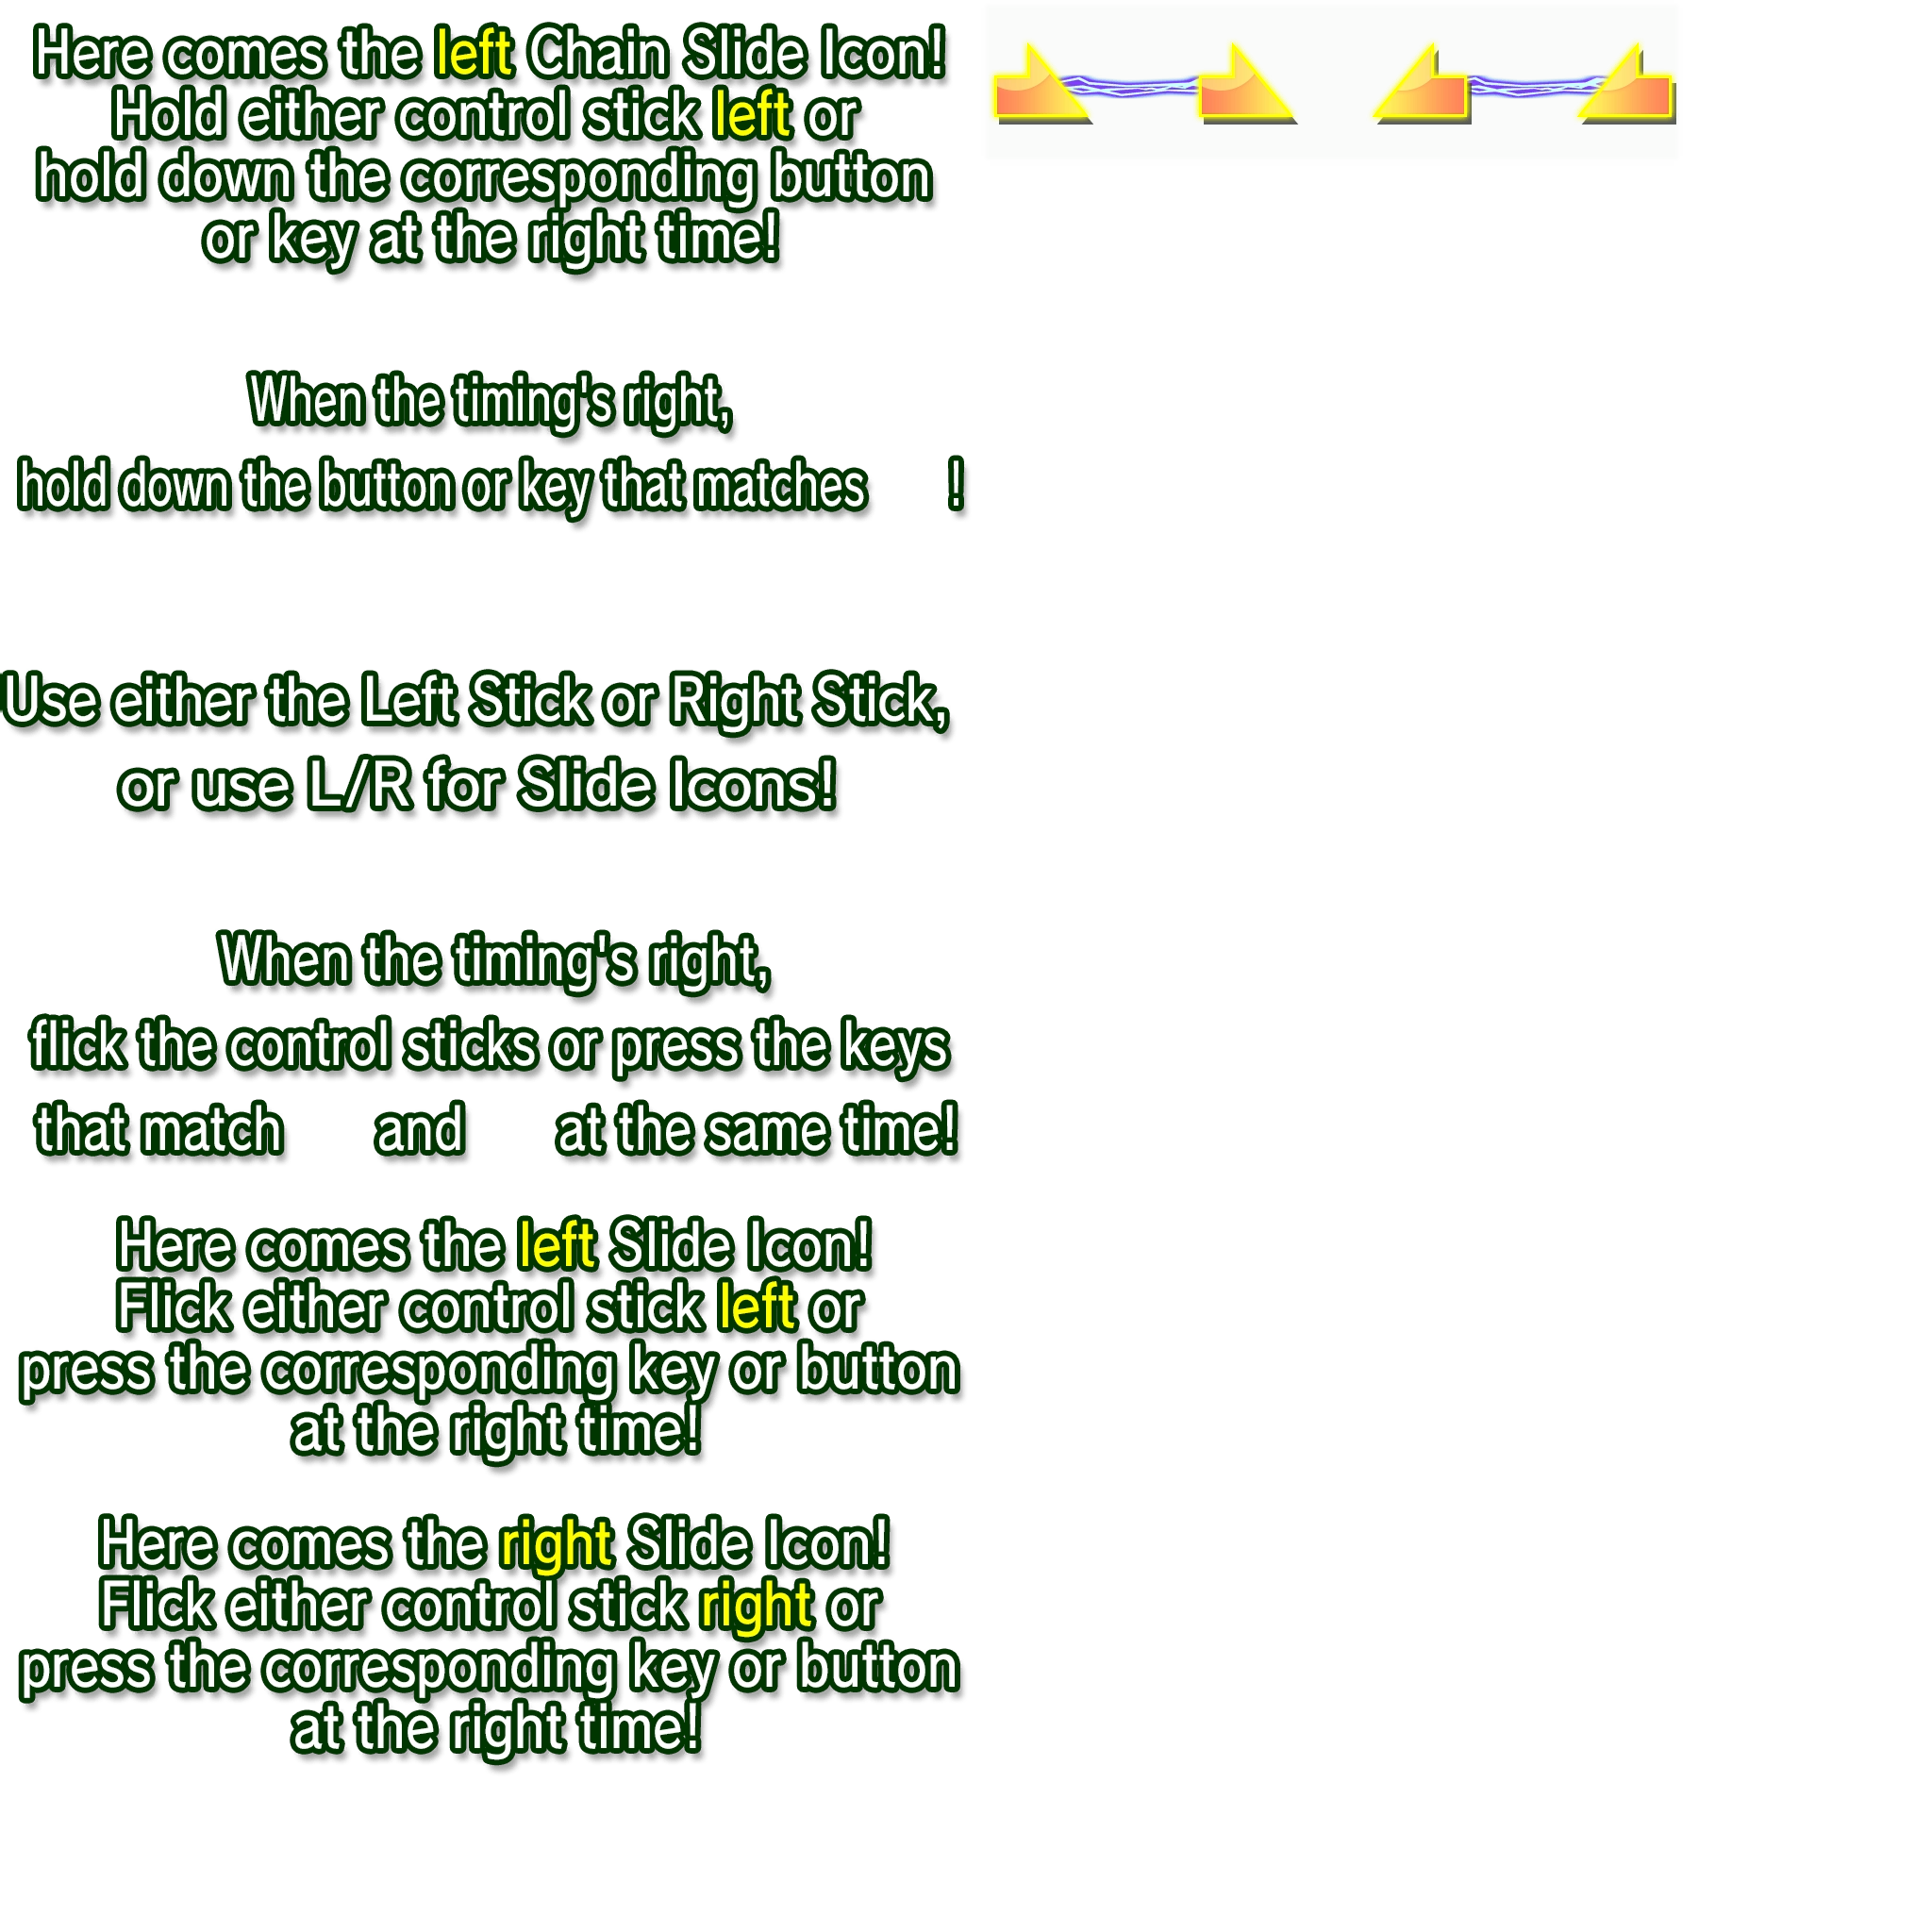 Here comes the left Chain Slide Icon!
Hold either control stick left or
hold down the corresponding button
or key at the right time!
When the timing's right,
hold down the button or key that matches !
Use either the Left Stick or Right Stick,
or use L/R for Slide Icons!
When the timing's right,
flick the control sticks or press the keys
that match and at the same time!
Here comes the left Slide Icon!
Flick either control stick left or
press the corresponding key or button
at the right time!
Here comes the right Slide Icon!
Flick either control stick right or
press the corresponding key or button
at the right time!